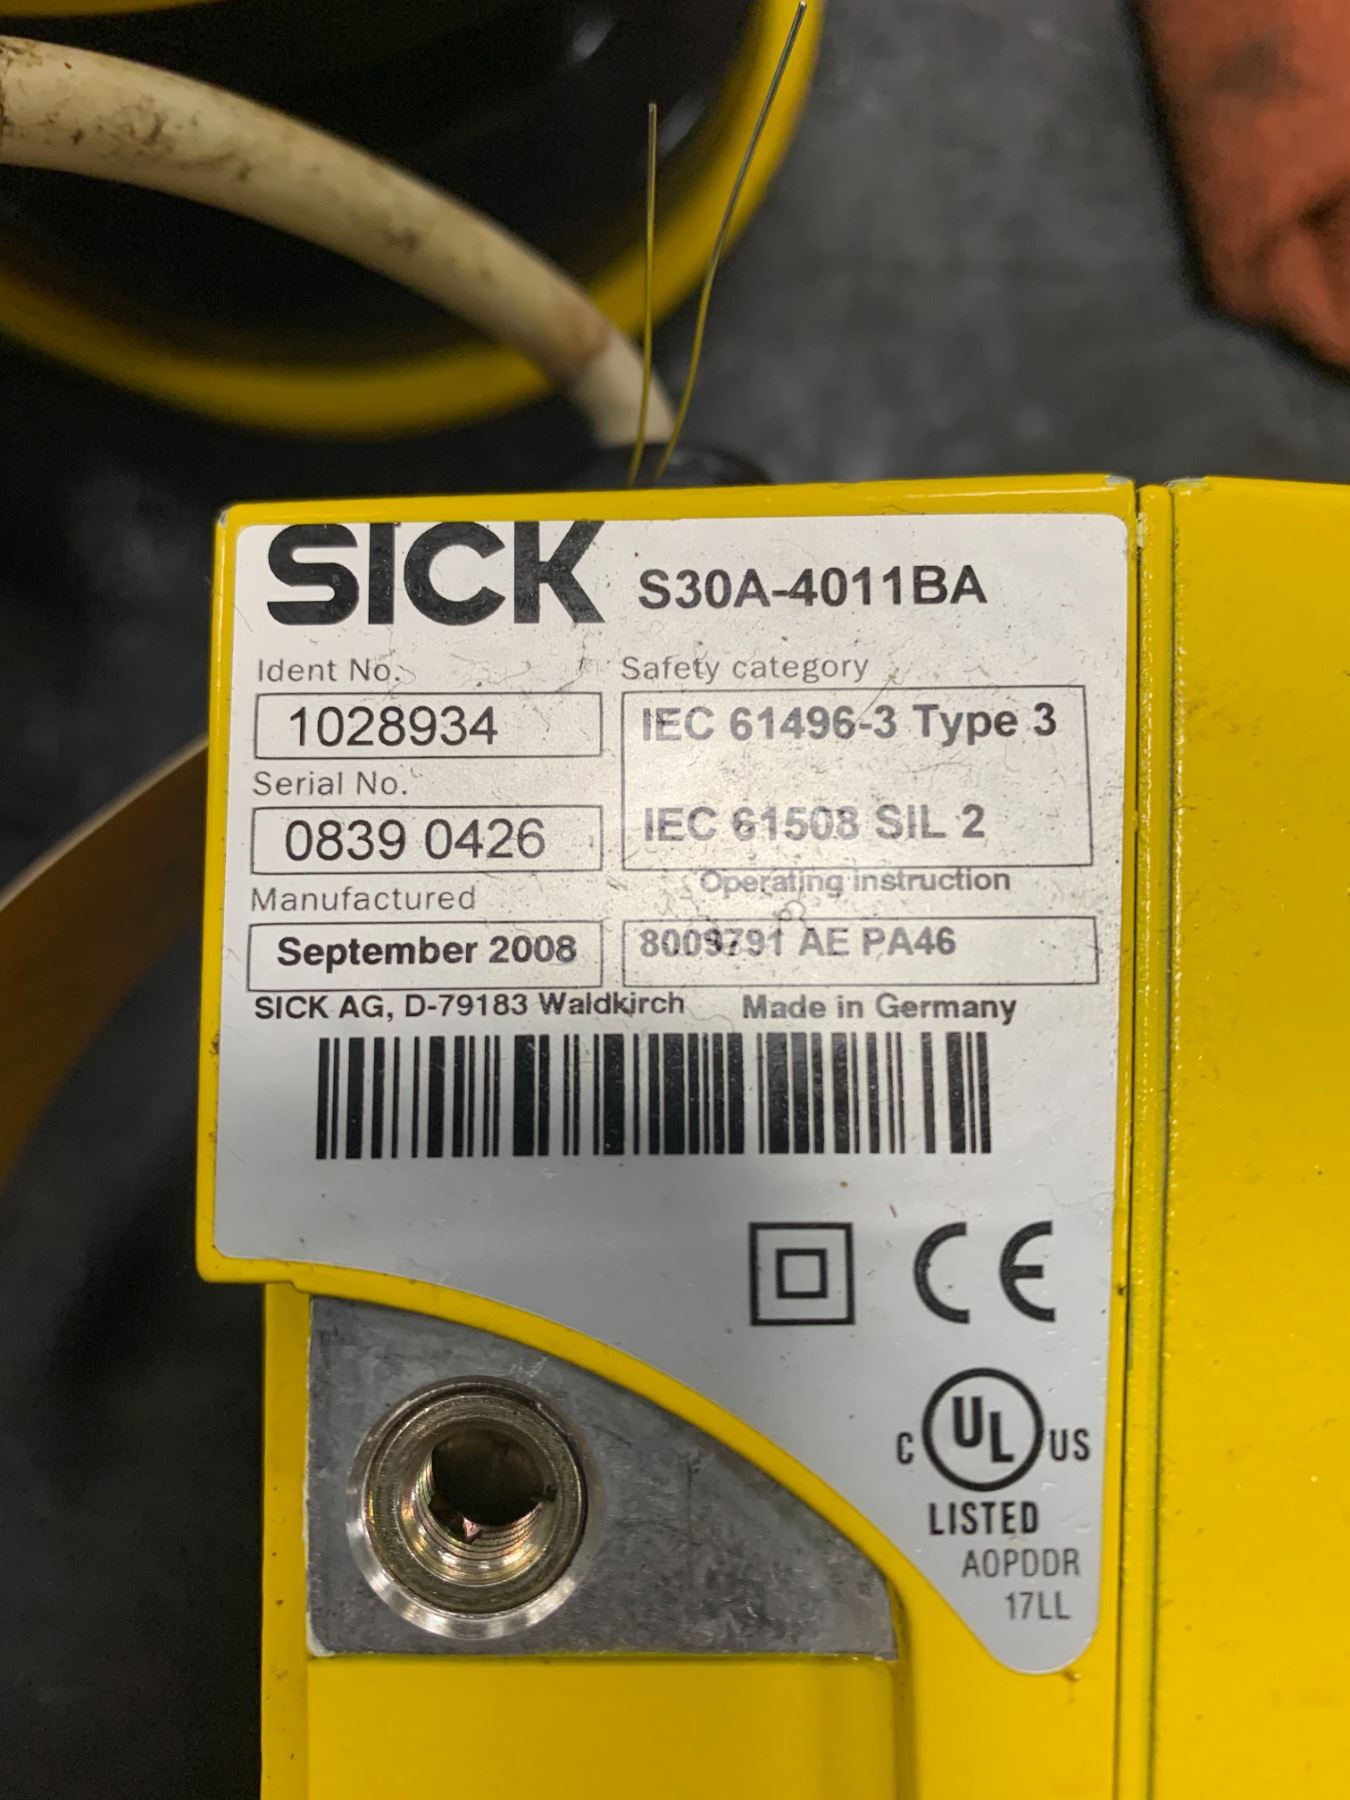 SICK S30A-4011BA
Ident No. Safety category
1028934 IEC 61496-3 Type 3
Serial No.
0839 0426 IEC 61508 SIL 2
Manufactured Operating instruction
September 2008 8009791 AE PA46
SICK AG, D-79183 Waldkirch Made in Germany
CE
C UL US
LISTED
AOPDDR
17LL